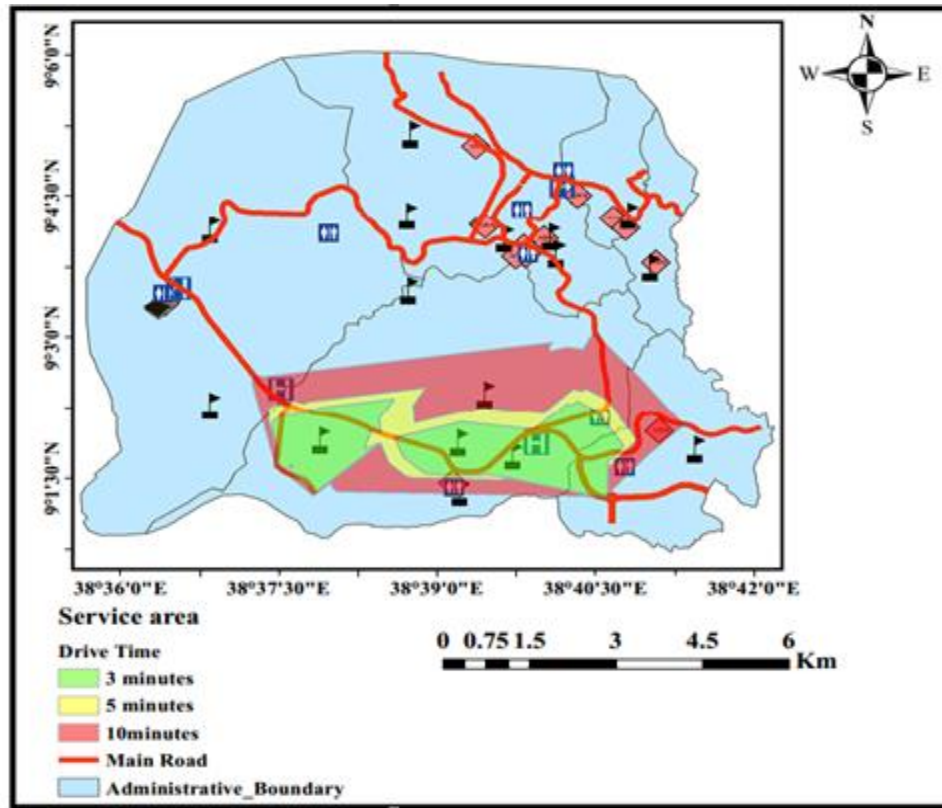 N
W E
S
9°6'0"N
9°4'30"N
9°3'0"N
9°1'30"N
38°36'0"E 38°37'30"E 38°39'0"E 38°40'30"E 38°42'0"E
Service area
Drive Time
3 minutes
5 minutes
10minutes
Main Road
Administrative_Boundary
0 0.75 1.5 3 4.5 6
Km
H
H